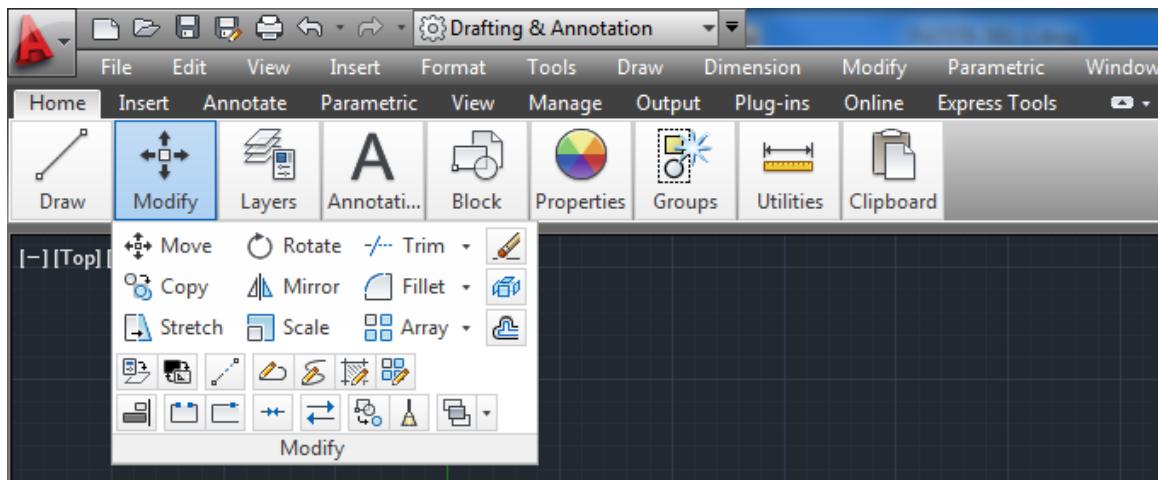 Drafting & Annotation
File Edit View Insert Format Tools Draw Dimension Modify Parametric Window
Home Insert Annotate Parametric View Manage Output Plug-ins Online Express Tools
Draw Modify Layers Annotati... Block Properties Groups Utilities Clipboard
[−] [Top] [
Move Rotate Trim
Copy Mirror Fillet
Stretch Scale Array
Modify